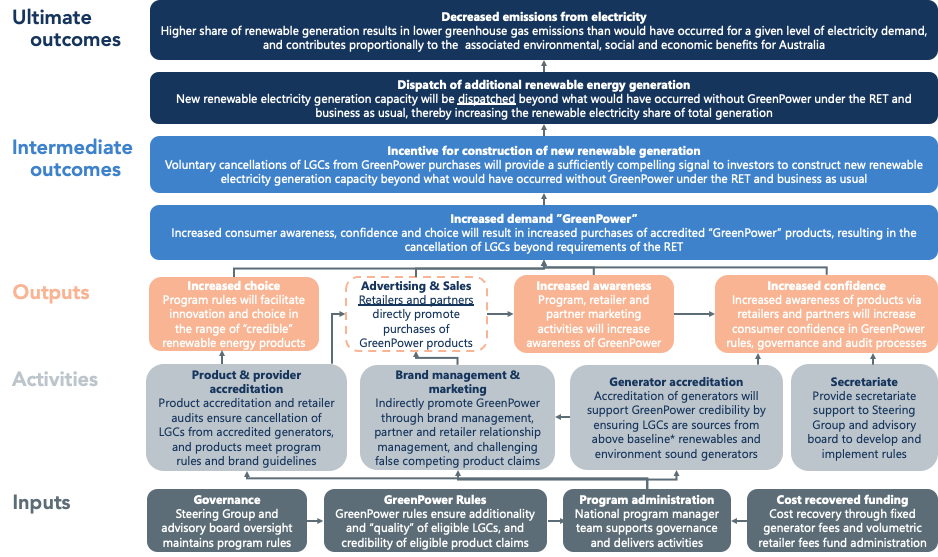 Ultimate
outcomes
Decreased emissions from electricity
Higher share of renewable generation results in lower greenhouse gas emissions than would have occurred for a given level of electricity demand,
and contributes proportionally to the associated environmental, social and economic benefits for Australia
Dispatch of additional renewable energy generation
New renewable electricity generation capacity will be dispatched beyond what would have occurred without GreenPower under the RET and
business as usual, thereby increasing the renewable electricity share of total generation
Intermediate
outcomes
Incentive for construction of new renewable generation
Voluntary cancellations of LGCs from GreenPower purchases will provide a sufficiently compelling signal to investors to construct new renewable
electricity generation capacity beyond what would have occurred without GreenPower under the RET and business as usual
Increased demand "GreenPower"
Increased consumer awareness, confidence and choice will result in increased purchases of accredited "GreenPower" products, resulting in the
cancellation of LGCs beyond requirements of the RET
Outputs
Increased choice
Program rules will facilitate
innovation and choice in
the range of "credible"
renewable energy products
Advertising & Sales
Retailers and partners
directly promote
purchases of
GreenPower products
Increased awareness
Program, retailer and
partner marketing
activities will increase
awareness of GreenPower
Increased confidence
Increased awareness of products via
retailers and partners will increase
consumer confidence in GreenPower
rules, governance and audit processes
Activities
Product & provider
accreditation
Product accreditation and retailer
audits ensure cancellation of
LGCs from accredited generators,
and products meet program
rules and brand guidelines
Brand management &
marketing
Indirectly promote GreenPower
through brand management,
partner and retailer relationship
management, and challenging
false competing product claims
Generator accreditation
Accreditation of generators will
support GreenPower credibility by
ensuring LGCs are sources from
above baseline* renewables and
environment sound generators
Secretariate
Provide secretariate
support to Steering
Group and advisory
board to develop and
implement rules
Inputs
Governance
Steering Group and
advisory board oversight
maintains program rules
GreenPower Rules
GreenPower rules ensure additionality
and "quality" of eligible LGCs, and
credibility of eligible product claims
Program administration
National program manager
team supports governance
and delivers activities
Cost recovered funding
Cost recovery through fixed
generator fees and volumetric
retailer fees fund administration